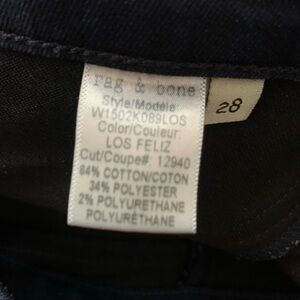 rag & bone
Style/Modèle
W1502K089LOS
Color/Couleur:
LOS FELIZ
Cut/Coupe#: 12940
64% COTTON/COTON
34% POLYESTER
2% POLYURETHANE
POLYURÉTHANE
28